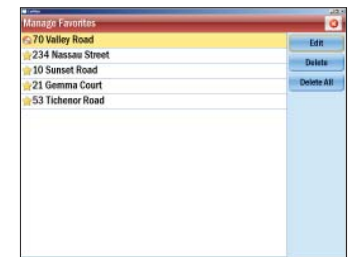 Manage Favorites
70 Valley Road
234 Nassau Street
10 Sunset Road
21 Gemma Court
53 Tichenor Road
Edit
Delete
Delete All